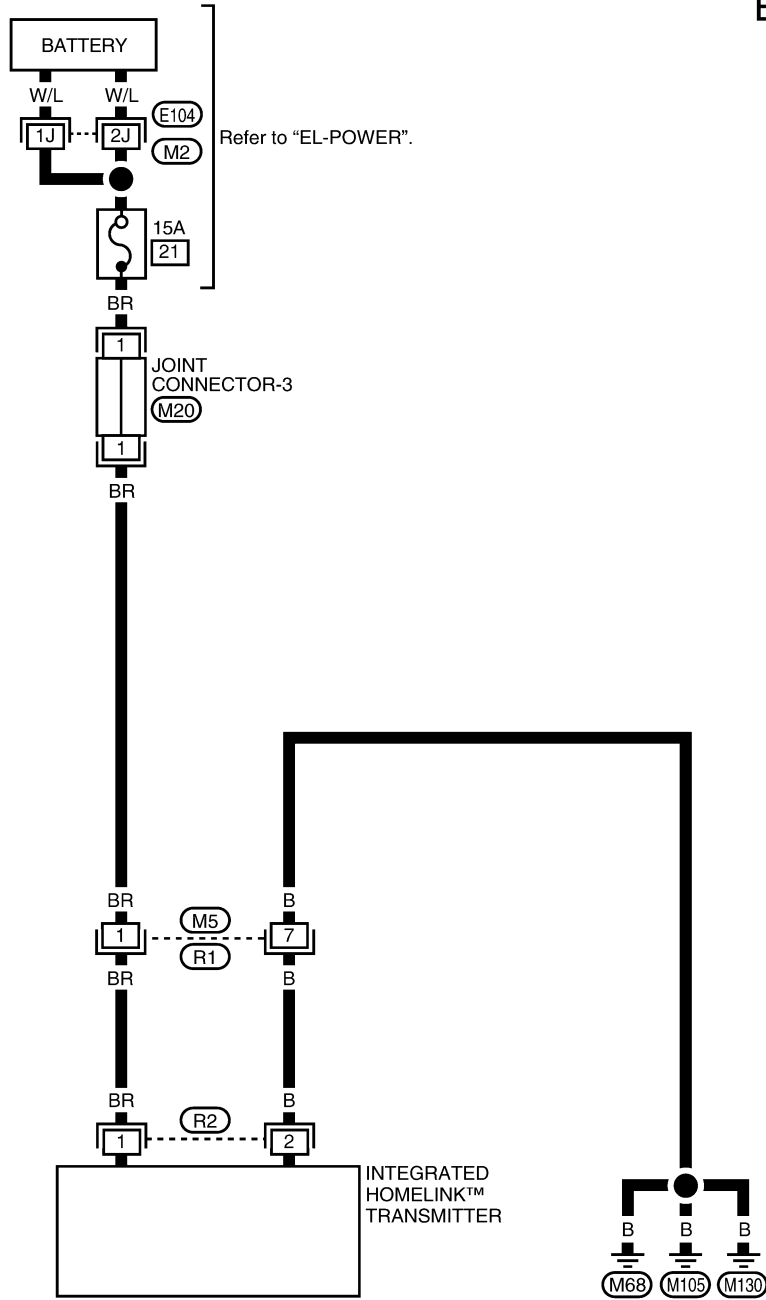 E
BATTERY
W/L W/L
1J 2J E104
M2
Refer to “EL-POWER”.
15A
21
BR
1
JOINT
CONNECTOR-3
M20
1
BR
BR B
M5
1 7
R1
BR B
BR B
R2
1 2
INTEGRATED
HOMELINK™
TRANSMITTER
B B B
M68 M105 M130